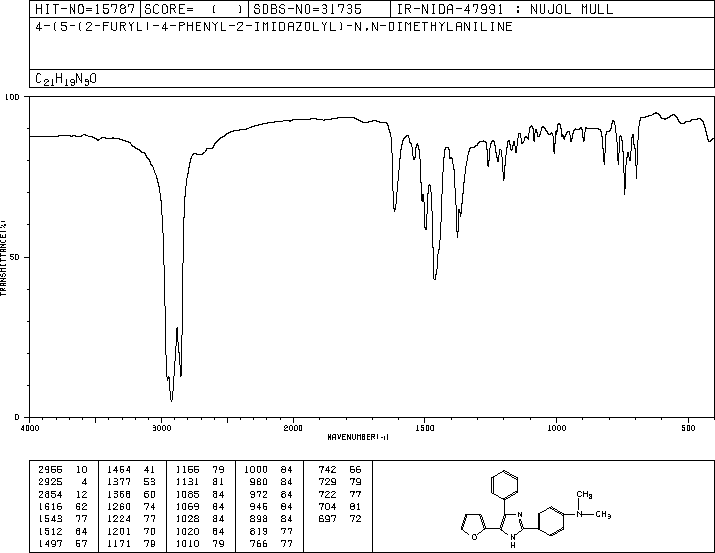 HIT-NO=15787 SCORE= ( ) SDBS-NO=31735 IR-NIDA-47991 : NUJOL MULL
4-(5-(2-FURYL)-4-PHENYL-2-IMIDAZOLYL)-N,N-DIMETHYLANILINE
C21H19N3O
100
50
0
TRANSMITTANCE(%)
4000 3000 2000 1500 1000 500
WAVENUMBER(-1)
2955 10 1464 41 1155 79 1000 84 742 66
2925 4 1377 53 1131 81 980 84 729 79
2854 12 1368 60 1085 84 972 84 722 77
1616 62 1260 74 1069 84 945 84 704 81
1543 77 1224 77 1028 84 898 84 697 72
1512 64 1201 70 1020 84 819 77
1497 57 1171 79 1010 79 766 77
CH3
N
CH3
N
O
N
H